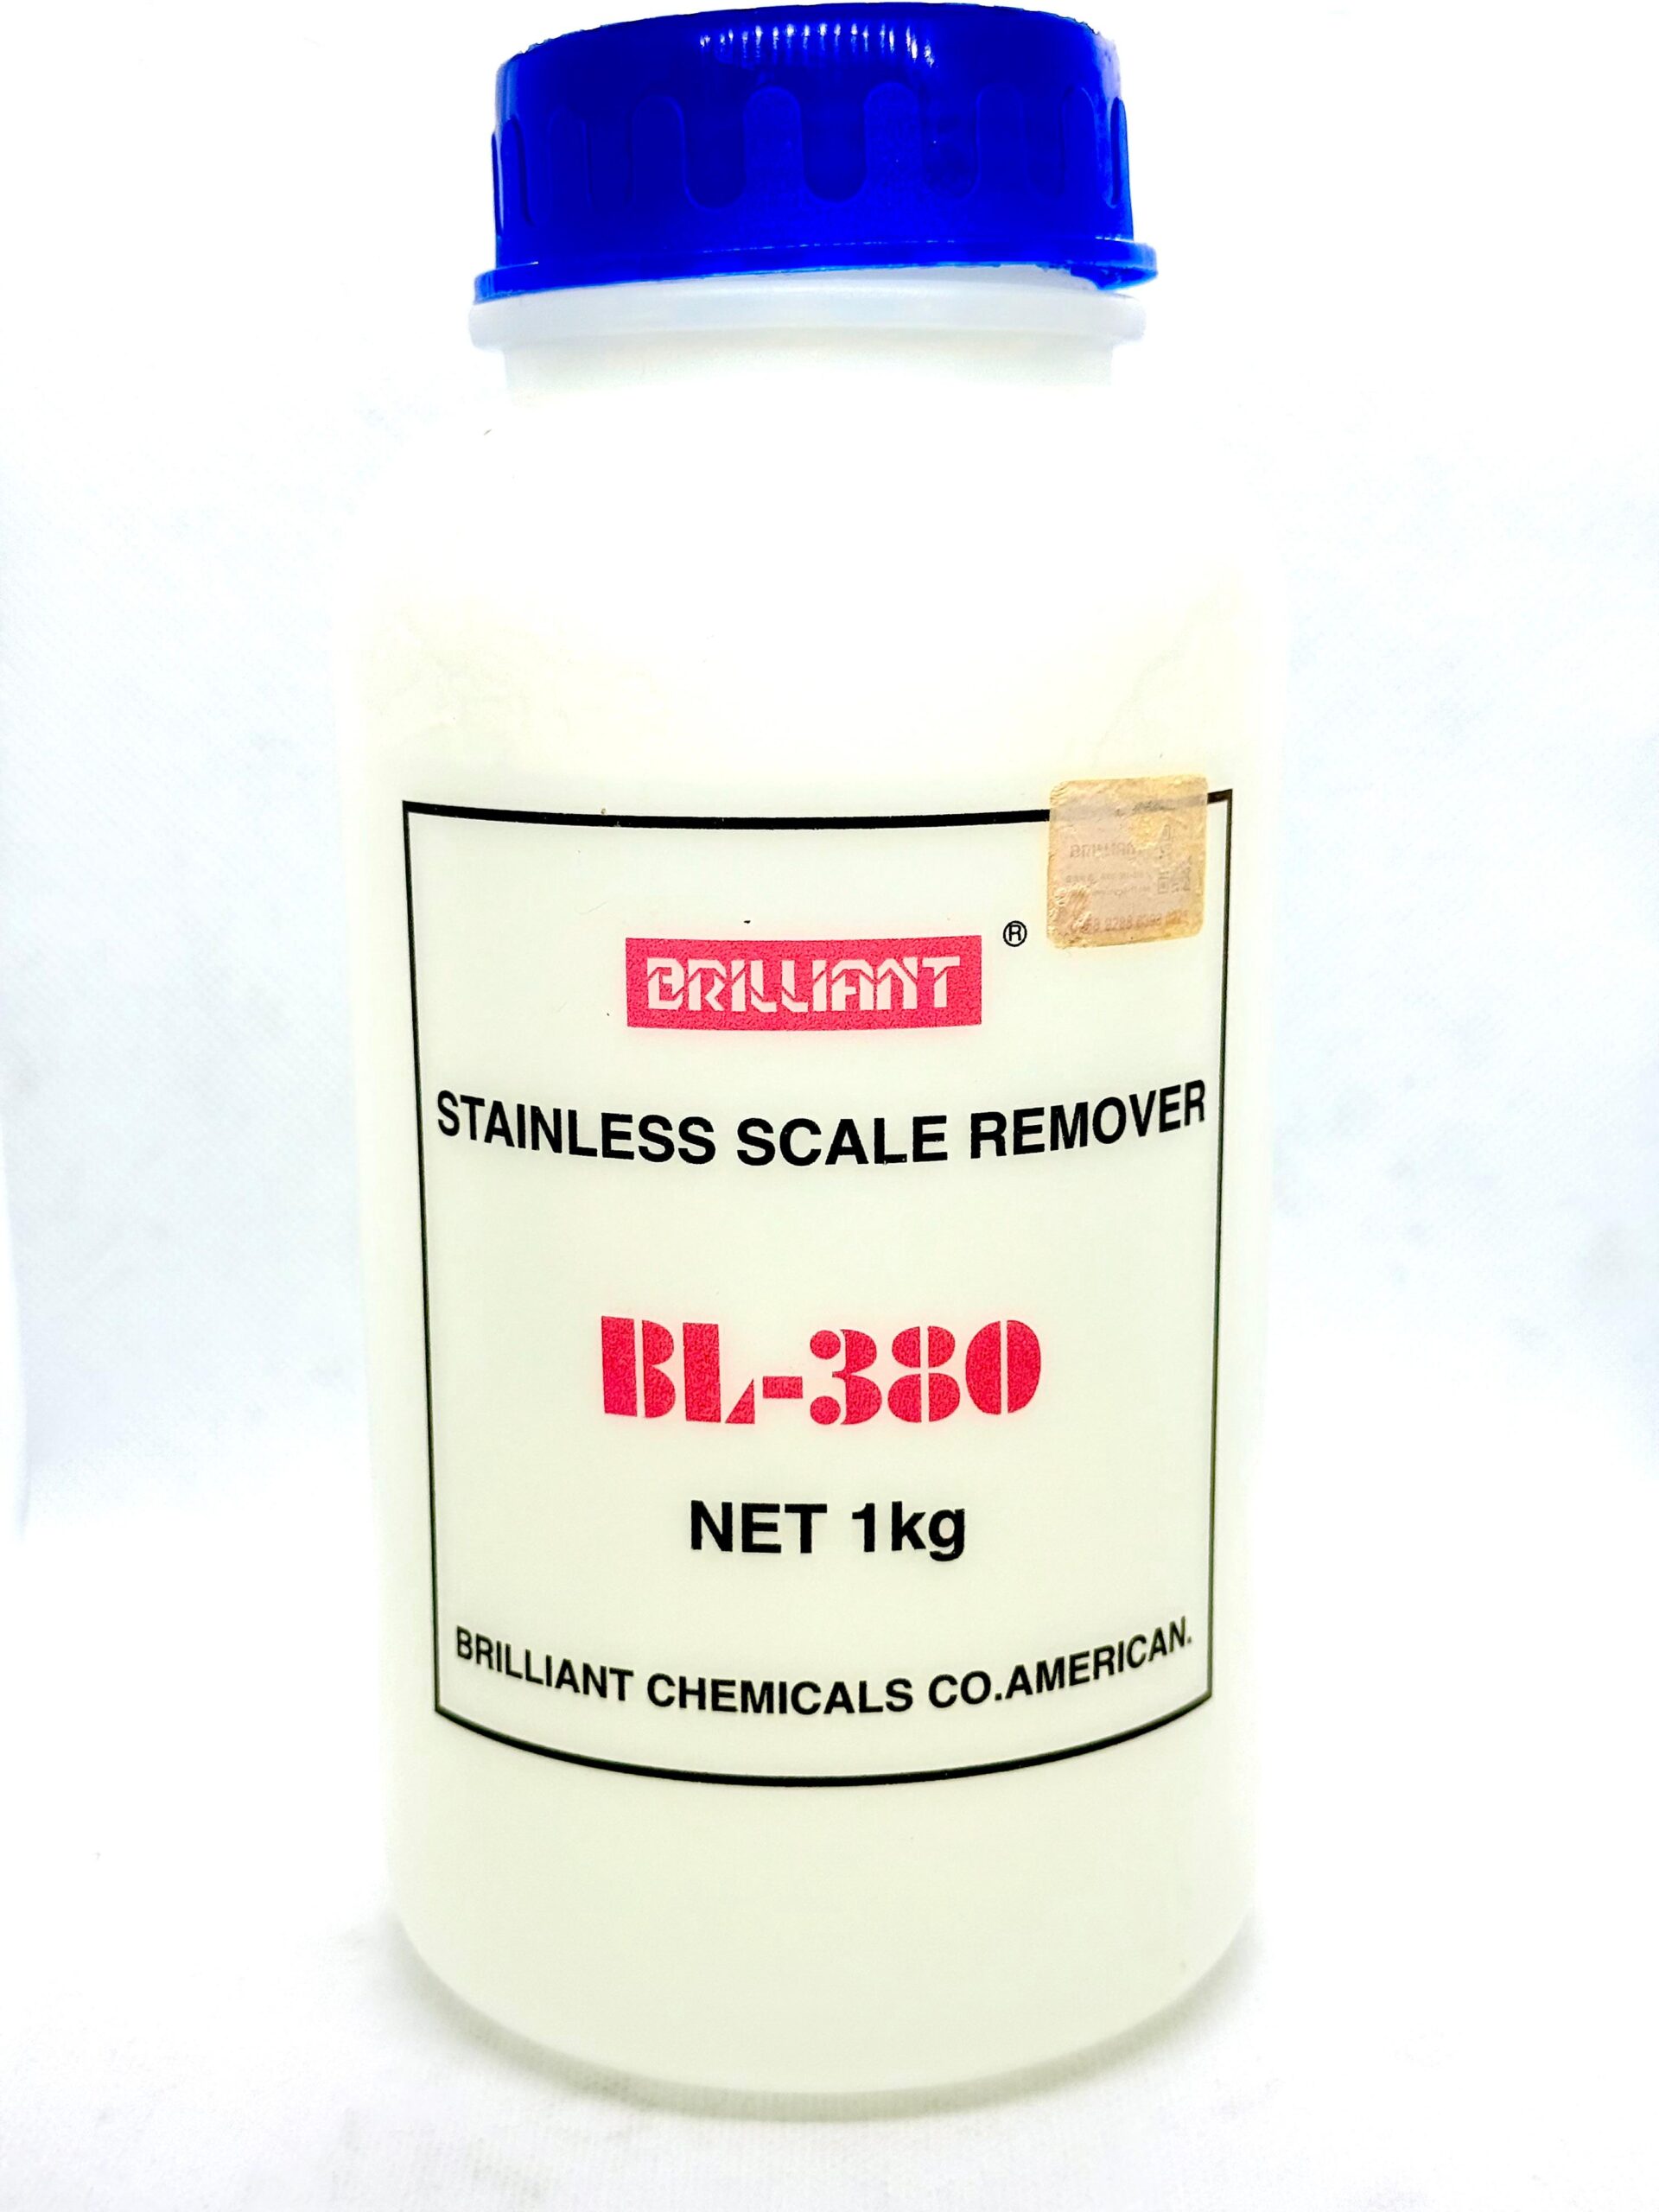 BRILLIANT ®
STAINLESS SCALE REMOVER
BL-380
NET 1kg
BRILLIANT CHEMICALS CO.AMERICAN.